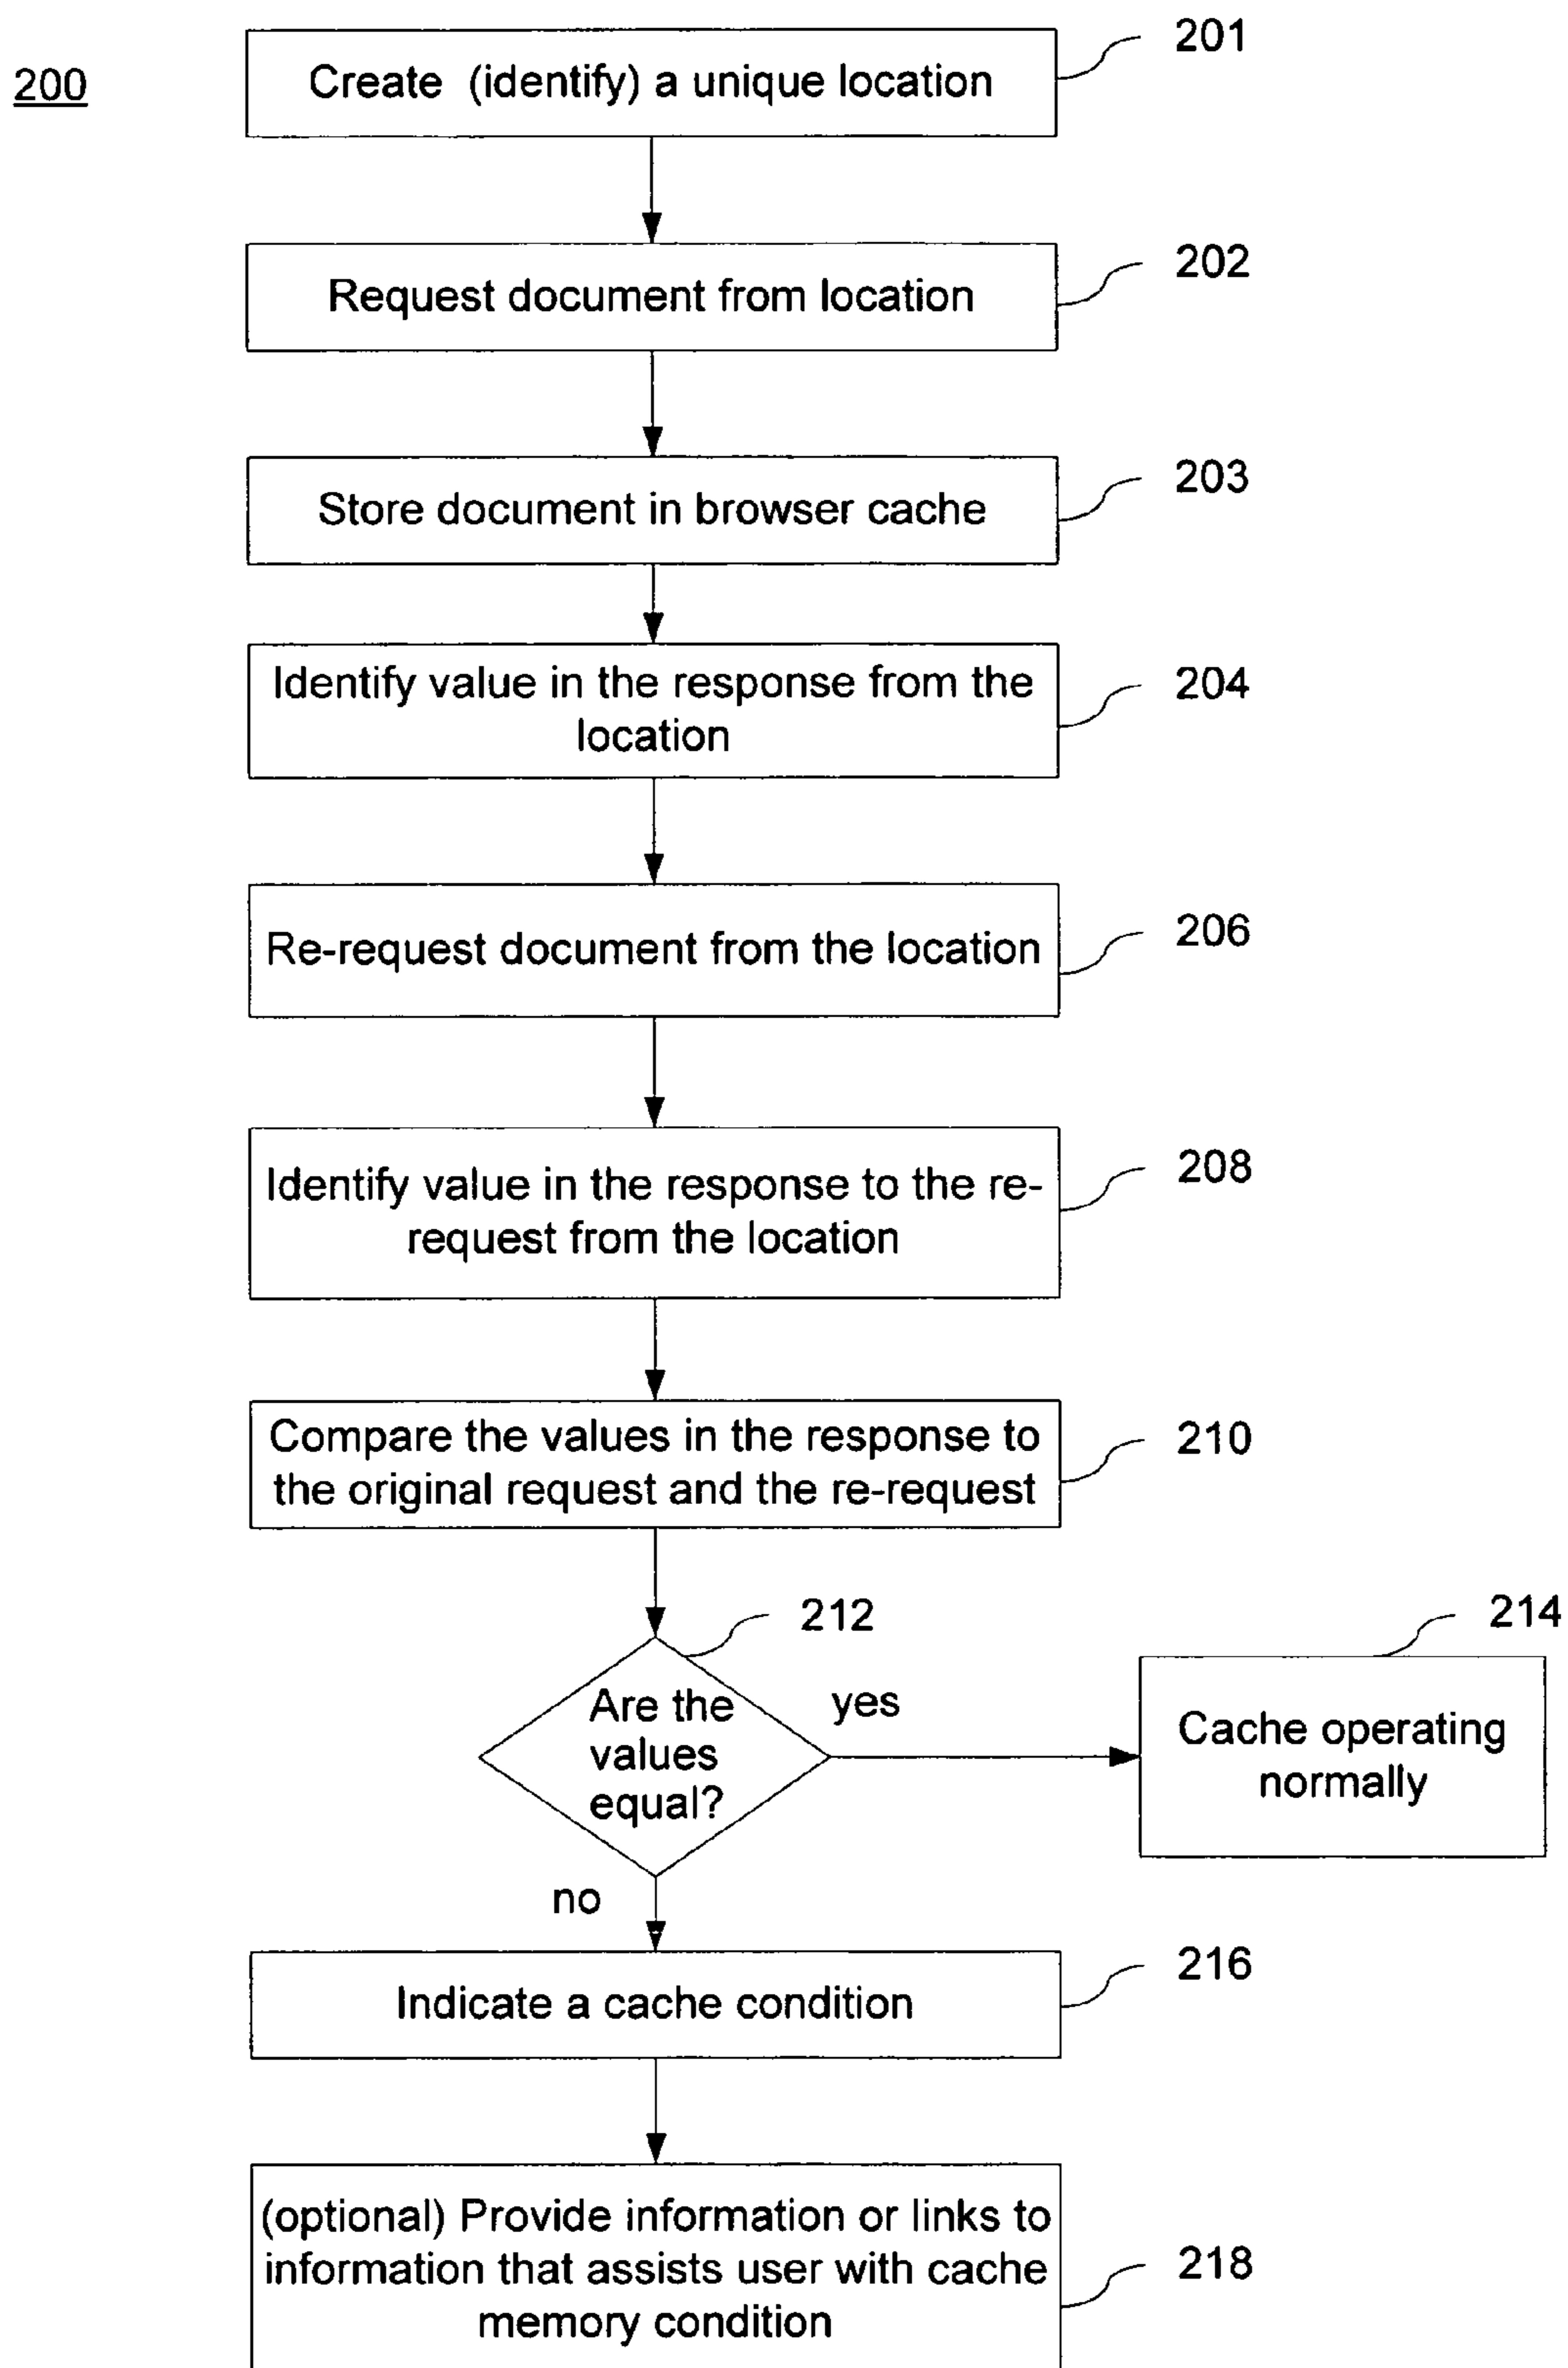 200
201
Create (identify) a unique location
202
Request document from location
203
Store document in browser cache
204
Identify value in the response from the
location
206
Re-request document from the location
208
Identify value in the response to the re-
request from the location
210
Compare the values in the response to
the original request and the re-request
212
Are the
values
equal?
yes
214
Cache operating
normally
no
216
Indicate a cache condition
218
(optional) Provide information or links to
information that assists user with cache
memory condition